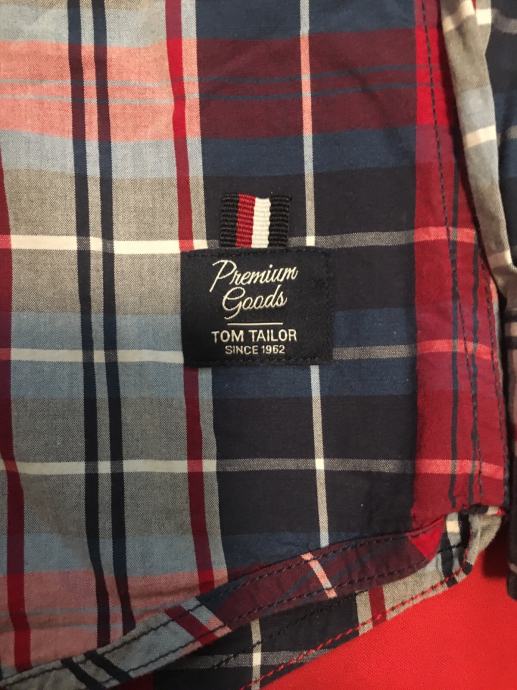 Premium
Goods
TOM TAILOR
SINCE 1962